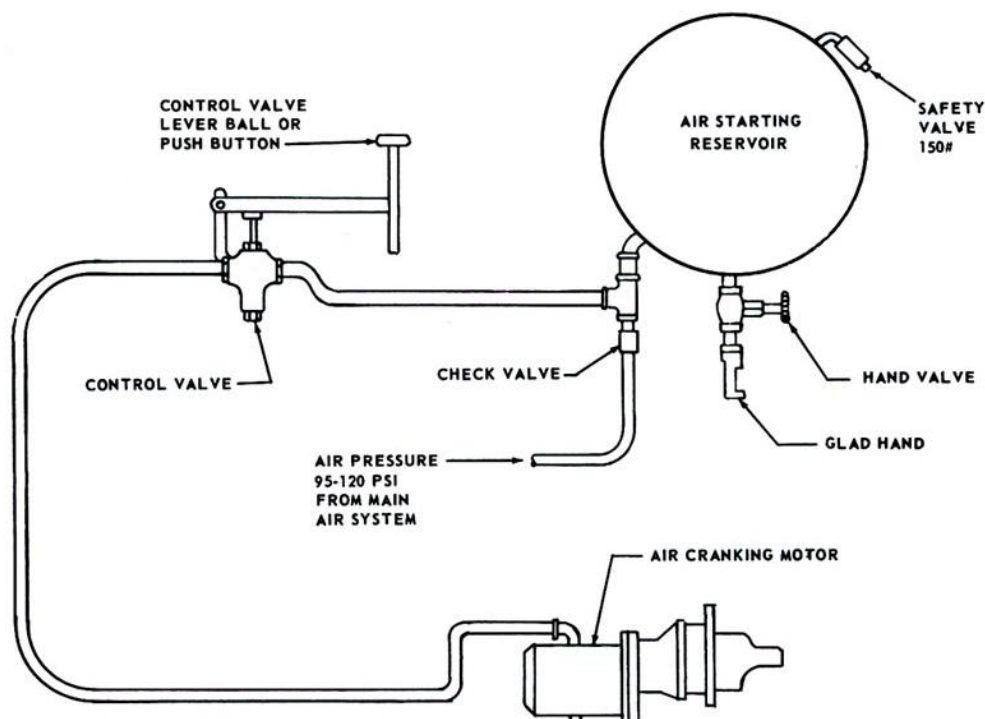 CONTROL VALVE
LEVER BALL OR
PUSH BUTTON
AIR STARTING
RESERVOIR
SAFETY
VALVE
150#
CONTROL VALVE
CHECK VALVE
HAND VALVE
GLAD HAND
AIR PRESSURE
95-120 PSI
FROM MAIN
AIR SYSTEM
AIR CRANKING MOTOR